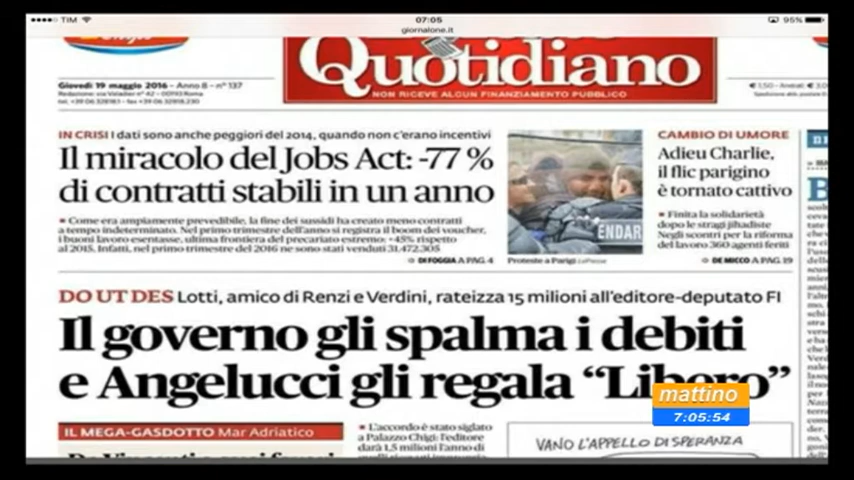 TIM
07:05
95%
giornalone.it
Quotidiano
NON RICEVE ALCUN FINANZIAMENTO PUBBLICO
Giovedì 19 maggio 2016 - Anno 8 - n° 137
Redazione: via Valadier n° 42 - 00193 Roma
IN CRISI I dati sono anche peggiori del 2014, quando non c'erano incentivi
Il miracolo del Jobs Act: -77 %
di contratti stabili in un anno
Come era ampiamente prevedibile, la fine dei sussidi ha creato meno contratti
a tempo indeterminato. Nel primo trimestre dell'anno si registra il boom dei voucher,
i buoni lavoro esentasse, ultima frontiera del precariato estremo: +45% rispetto
al 2015. Infatti, nel primo trimestre del 2016 ne sono stati venduti 31.472.305
DI FOGGIA A PAG. 4
ENDAR
Proteste a Parigi LaPresse
CAMBIO DI UMORE
Adieu Charlie,
il flic parigino
è tornato cattivo
Finita la solidarietà
dopo le stragi jihadiste
Negli scontri per la riforma
del lavoro 360 agenti feriti
DE MICCO A PAG. 19
DO UT DES Lotti, amico di Renzi e Verdini, rateizza 15 milioni all'editore-deputato FI
Il governo gli spalma i debiti
e Angelucci gli regala “Libero”
mattino
7:05:54
IL MEGA-GASDOTTO Mar Adriatico
L'accordo è stato siglato
a Palazzo Chigi: l'editore
darà 1,5 milioni l'anno di
VANO L'APPELLO DI SPERANZA